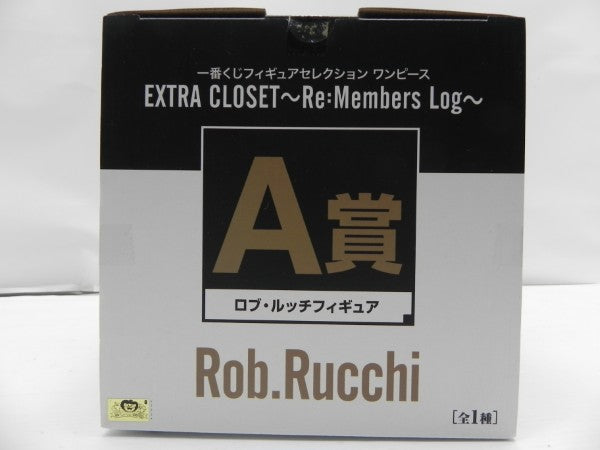 一番くじフィギュアセレクション ワンピース
EXTRA CLOSET～Re:Members Log～
A賞
ロブ・ルッチフィギュア
Rob.Rucchi
[全1種]